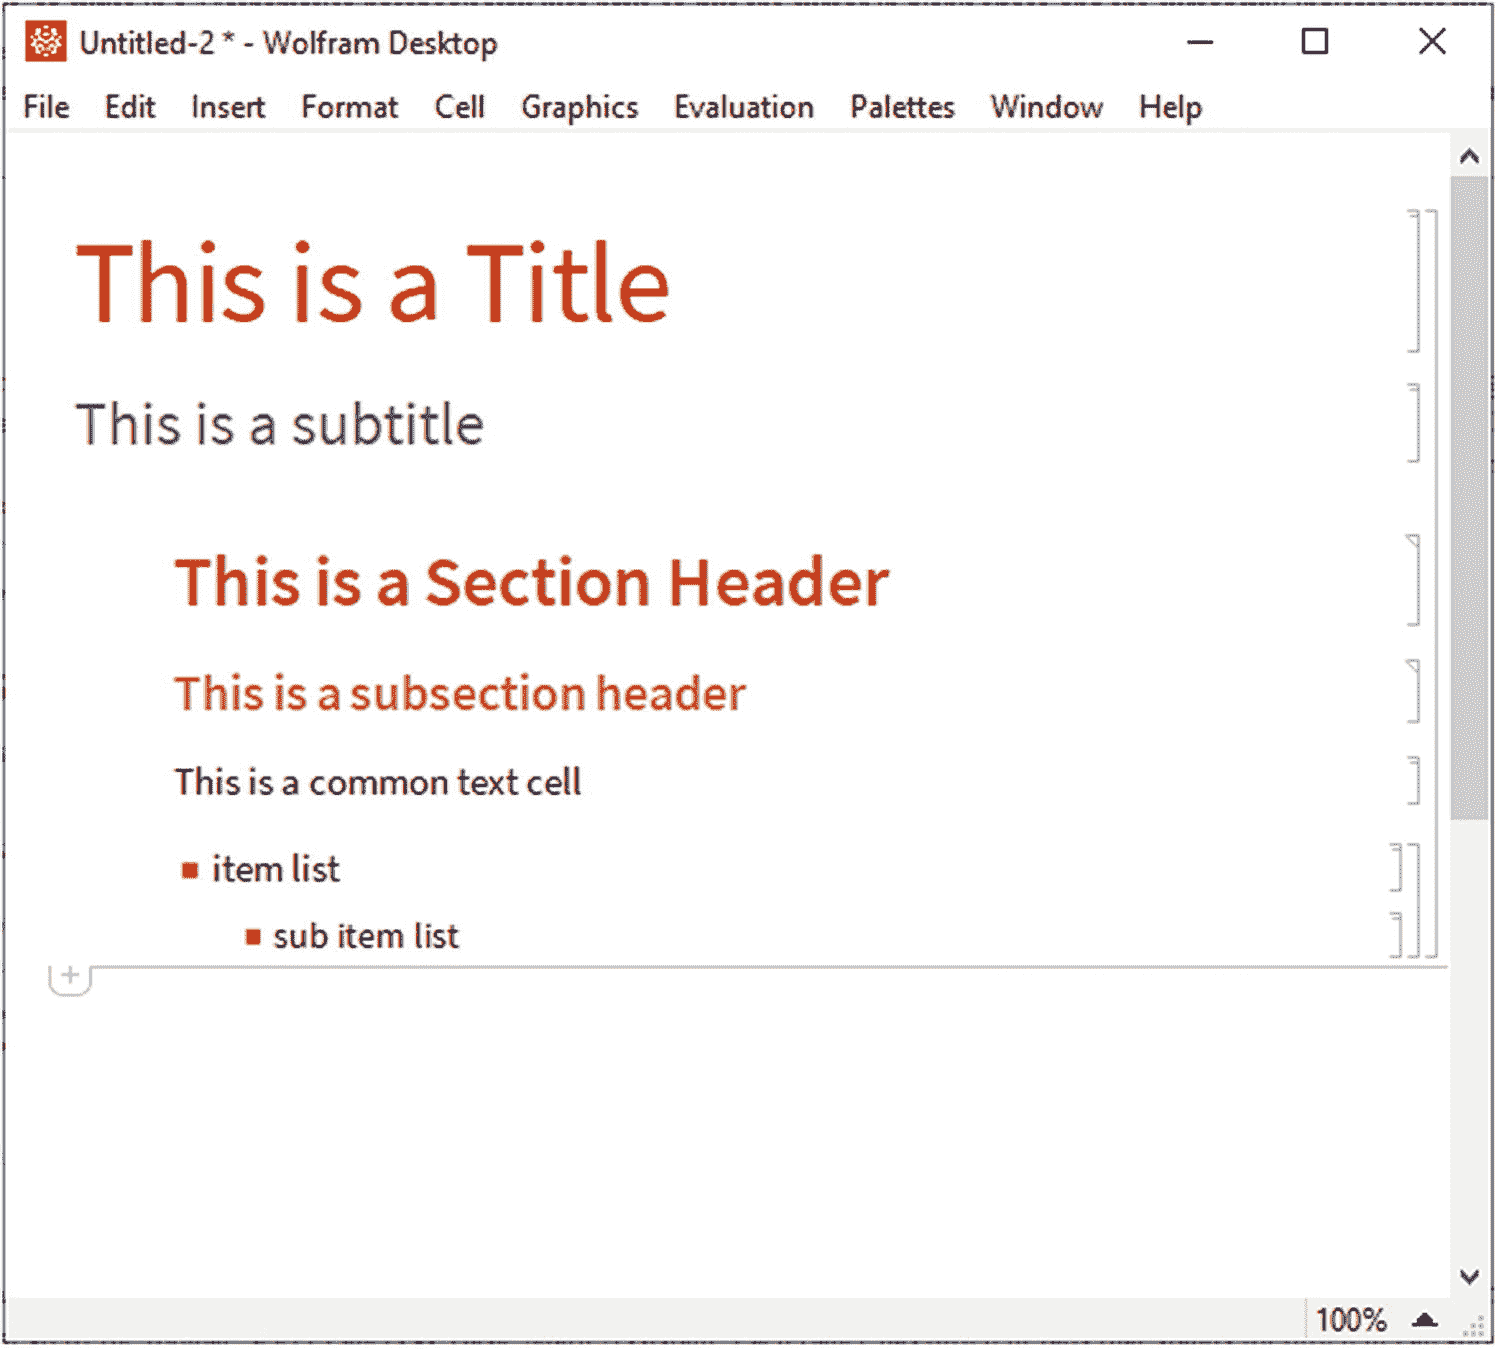 Untitled-2 * - Wolfram Desktop
File Edit Insert Format Cell Graphics Evaluation Palettes Window Help
This is a Title
This is a subtitle
This is a Section Header
This is a subsection header
This is a common text cell
item list
sub item list
100%